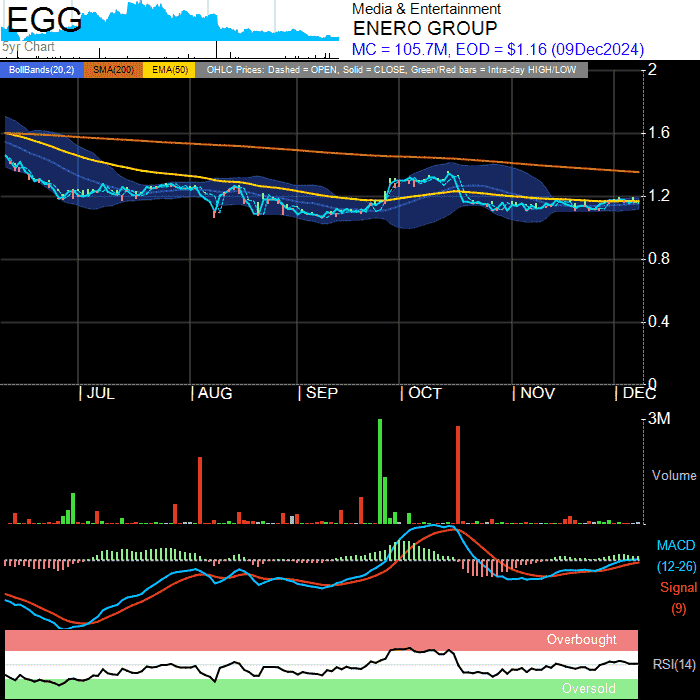 EGG
5yr Chart
Media & Entertainment
ENERO GROUP
MC = 105.7M, EOD = $1.16 (09Dec2024)
BollBands(20,2) SMA(200) EMA(50) OHLC Prices: Dashed = OPEN, Solid = CLOSE, Green/Red bars = Intra-day HIGH/LOW
2
1.6
1.2
0.8
0.4
0
JUL AUG SEP OCT NOV DEC
3M
Volume
MACD
(12-26)
Signal
(9)
Overbought
RSI(14)
Oversold